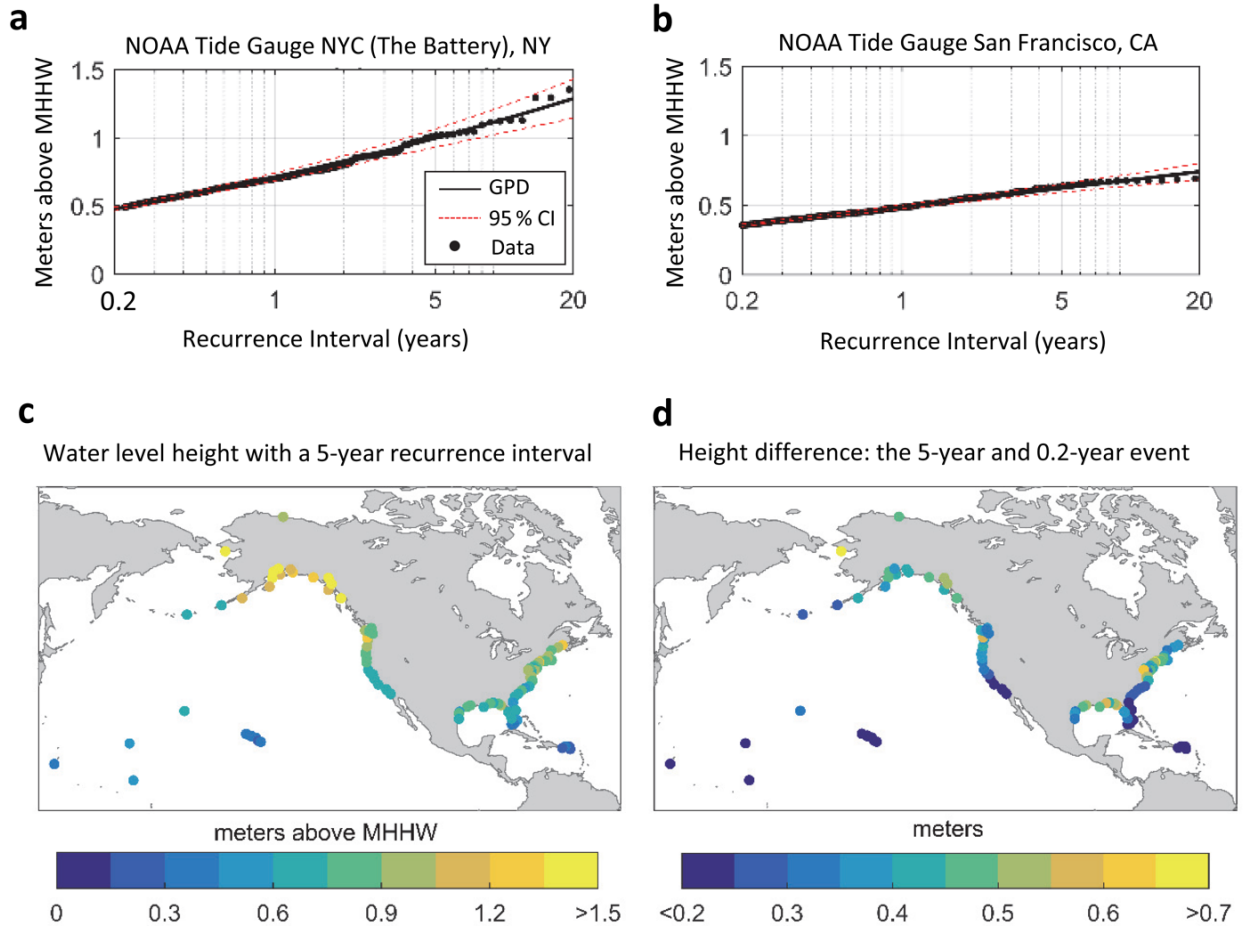 a
NOAA Tide Gauge NYC (The Battery), NY
Meters above MHHW
1.5
1
0.5
0
0.2
1
5
20
Recurrence Interval (years)
GPD
95 % CI
Data
b
NOAA Tide Gauge San Francisco, CA
Meters above MHHW
1.5
1
0.5
0
0.2
1
5
20
Recurrence Interval (years)
c
Water level height with a 5-year recurrence interval
meters above MHHW
0
0.3
0.6
0.9
1.2
>1.5
d
Height difference: the 5-year and 0.2-year event
meters
<0.2
0.3
0.4
0.5
0.6
>0.7